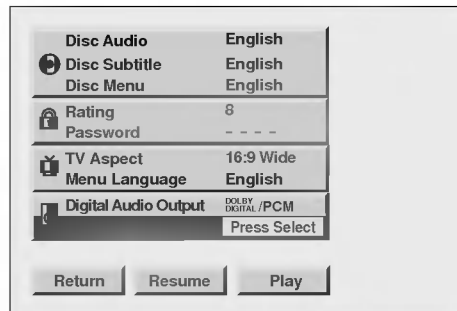 Disc Audio English
Disc Subtitle English
Disc Menu English
Rating 8
Password - - - -
TV Aspect 16:9 Wide
Menu Language English
Digital Audio Output DOLBY DIGITAL /PCM
Press Select
Return Resume Play